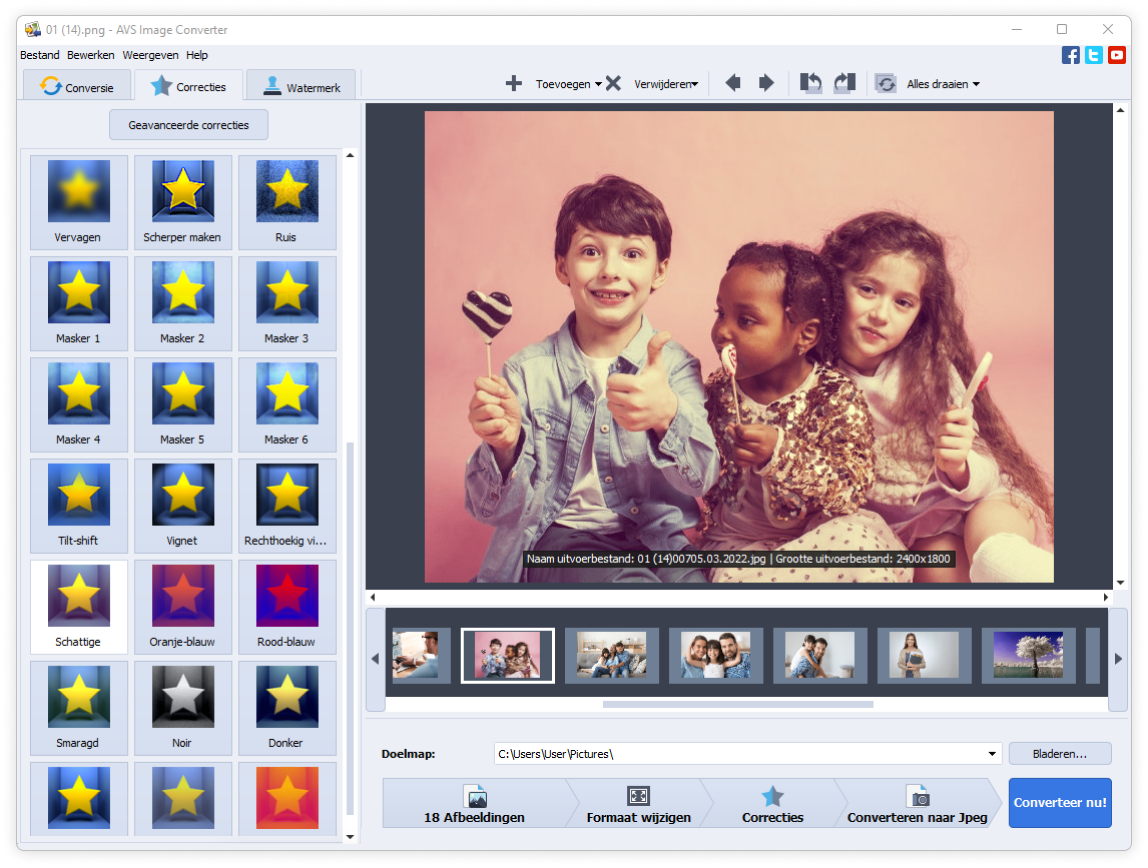 01 (14).png - AVS Image Converter
Bestand Bewerken Weergeven Help
Conversie Correcties Watermerk
Toevoegen Verwijderen Alles draaien
Geavanceerde correcties
Vervagen Scherper maken Ruis
Masker 1 Masker 2 Masker 3
Masker 4 Masker 5 Masker 6
Tilt-shift Vignet Rechthoekig vi...
Schattige Oranje-blauw Rood-blauw
Smaragd Noir Donker
Naam uitvoerbestand: 01 (14)00705.03.2022.jpg | Grootte uitvoerbestand: 2400x1800
Doelmap: C:\Users\User\Pictures\ Bladeren...
18 Afbeeldingen Formaat wijzigen Correcties Converteren naar Jpeg Converteer nu!